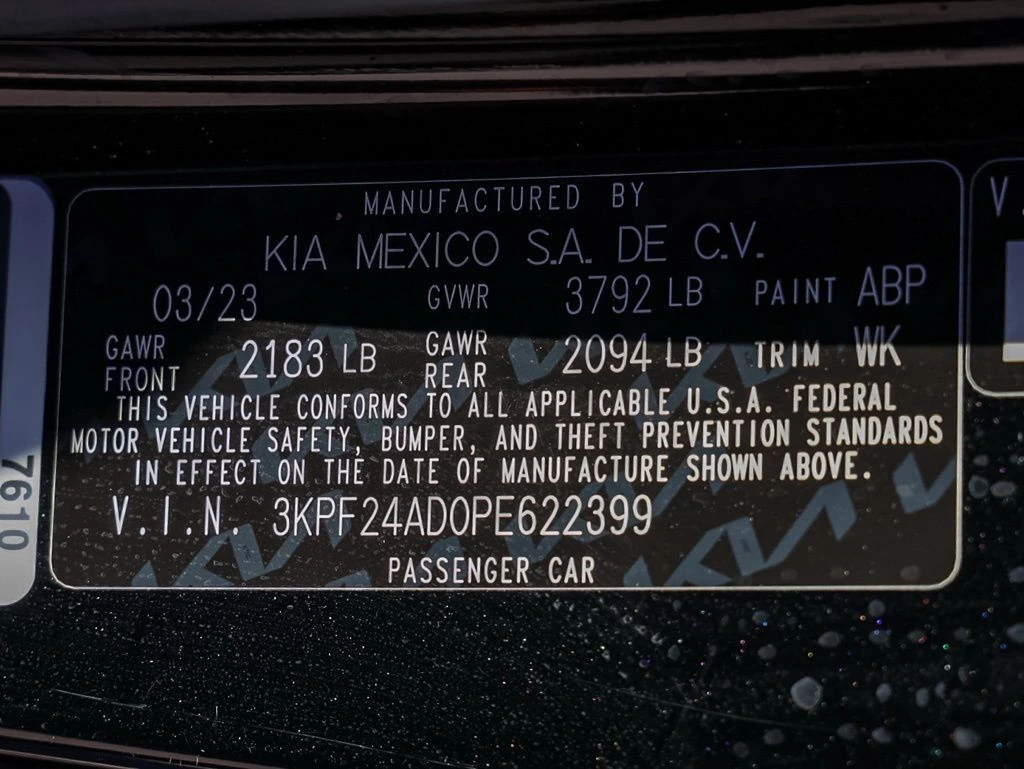 MANUFACTURED BY
KIA MEXICO S.A. DE C.V.
03/23 GVWR 3792 LB PAINT ABP
GAWR FRONT 2183 LB GAWR REAR 2094 LB TRIM WK
THIS VEHICLE CONFORMS TO ALL APPLICABLE U.S.A. FEDERAL
MOTOR VEHICLE SAFETY, BUMPER, AND THEFT PREVENTION STANDARDS
IN EFFECT ON THE DATE OF MANUFACTURE SHOWN ABOVE.
V.I.N. 3KPF24AD0PE622399
PASSENGER CAR
7610
V